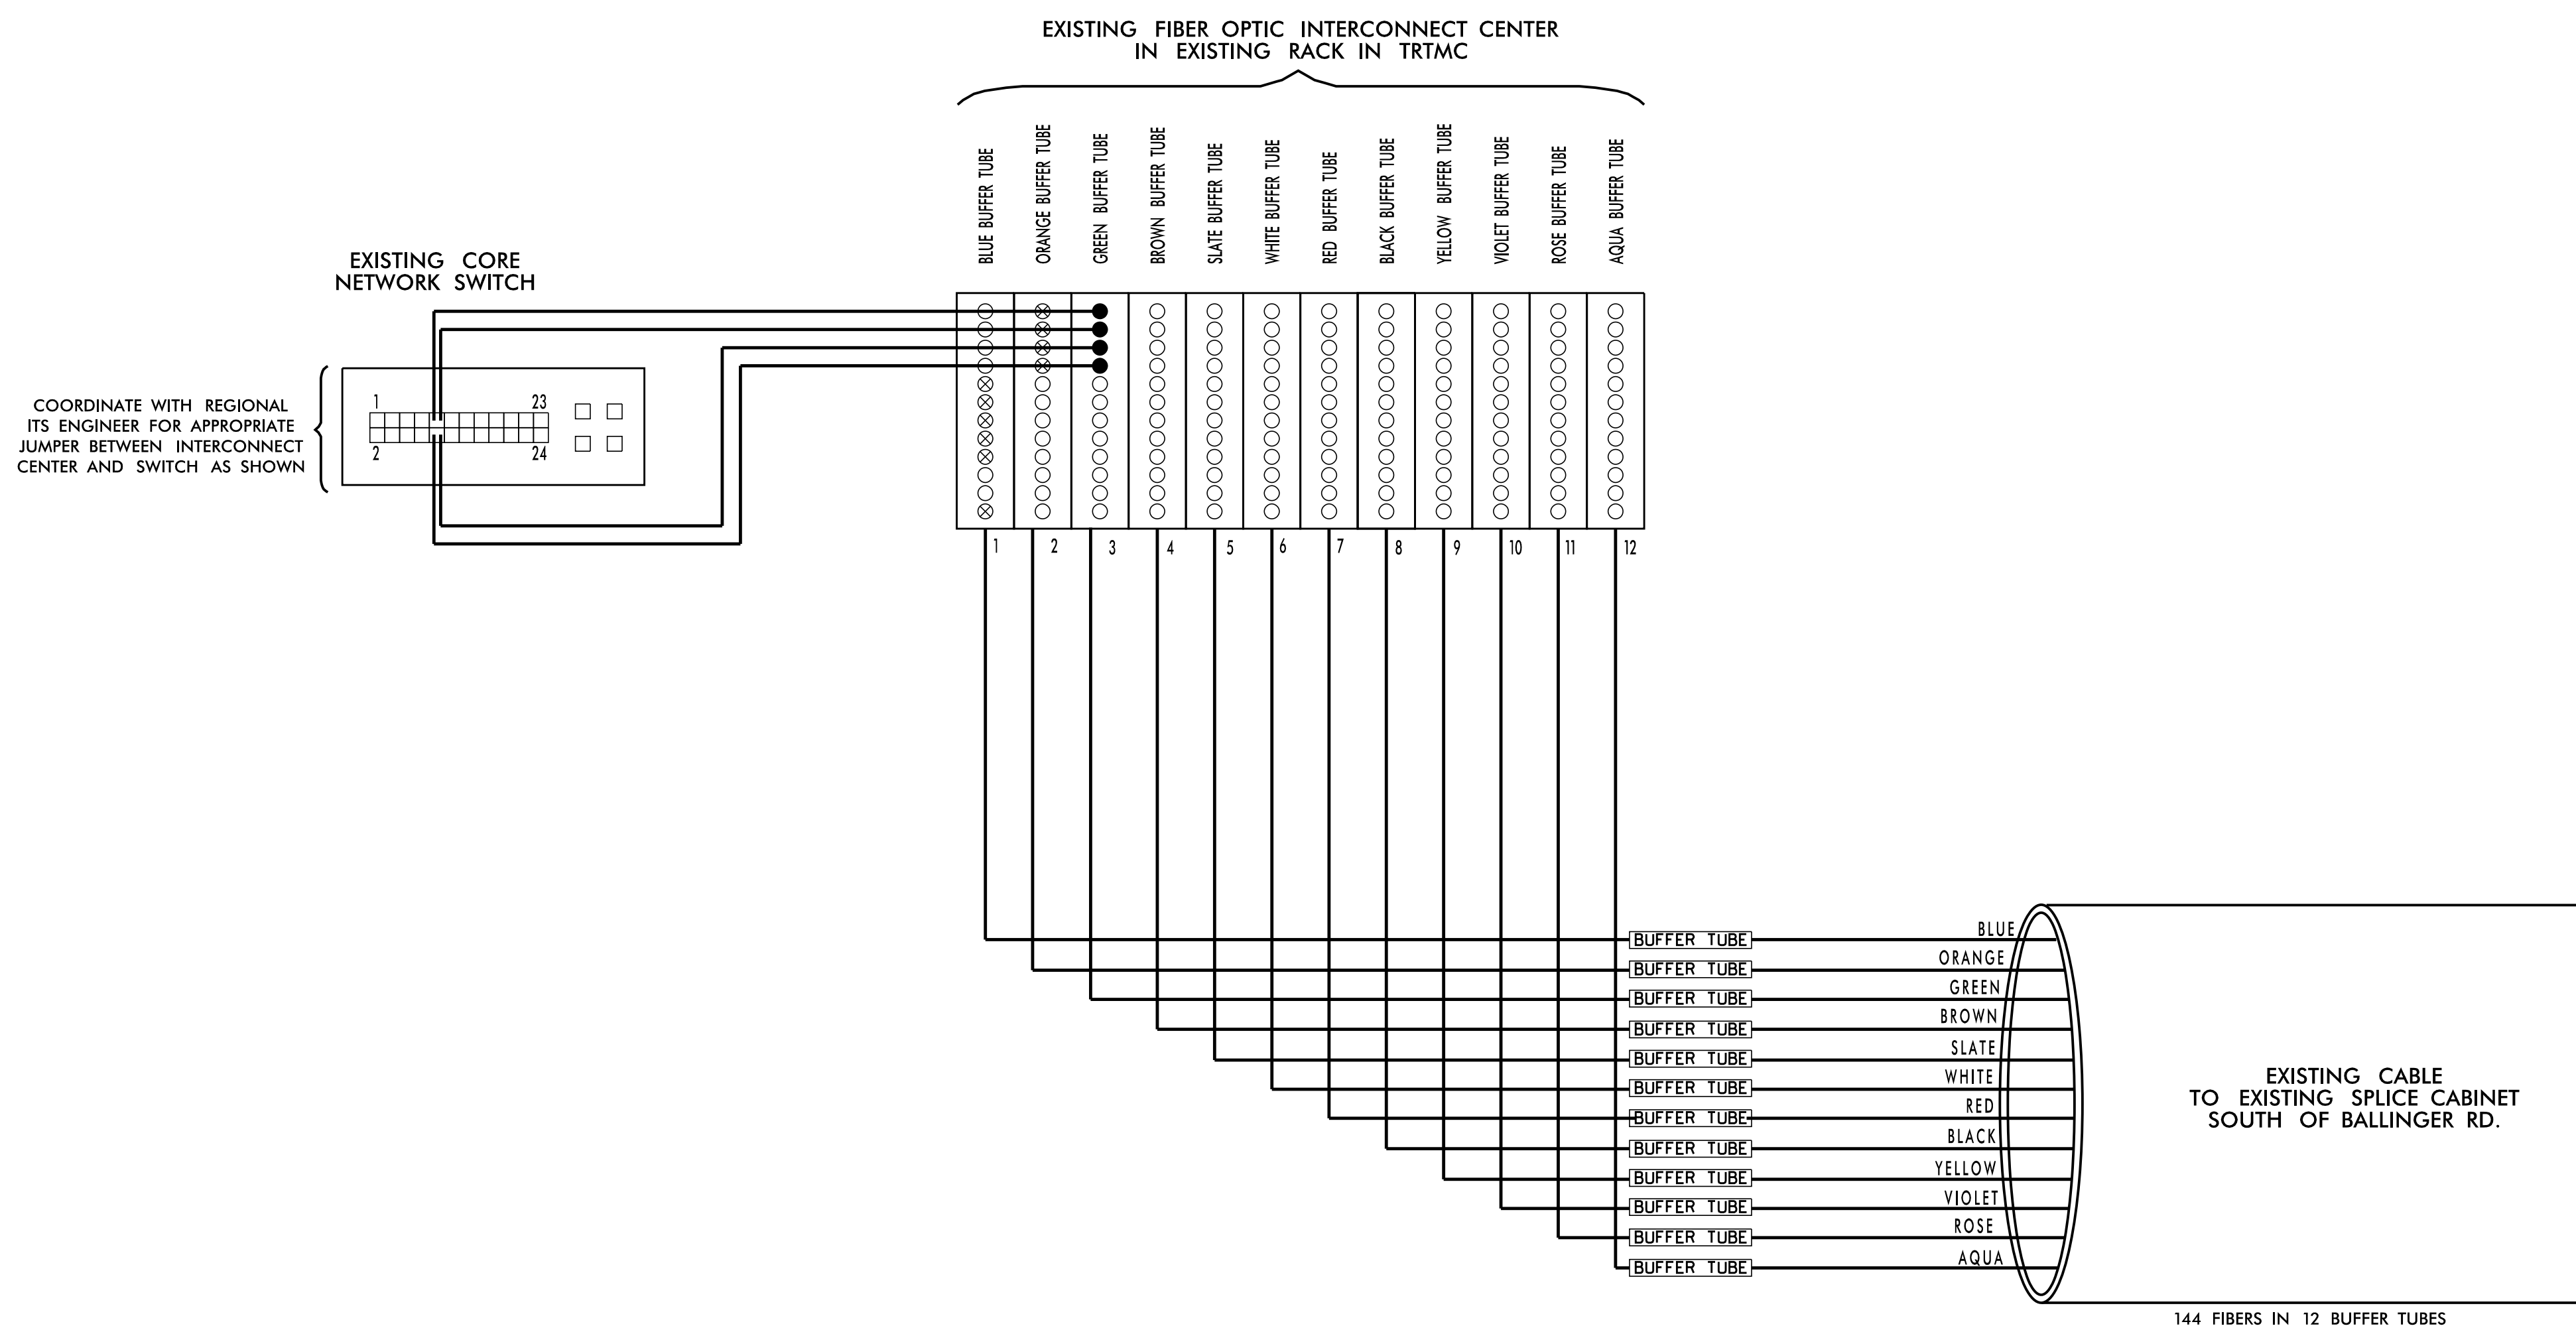 EXISTING FIBER OPTIC INTERCONNECT CENTER
IN EXISTING RACK IN TRTMC
BLUE BUFFER TUBE
ORANGE BUFFER TUBE
GREEN BUFFER TUBE
BROWN BUFFER TUBE
SLATE BUFFER TUBE
WHITE BUFFER TUBE
RED BUFFER TUBE
BLACK BUFFER TUBE
YELLOW BUFFER TUBE
VIOLET BUFFER TUBE
ROSE BUFFER TUBE
AQUA BUFFER TUBE
EXISTING CORE
NETWORK SWITCH
COORDINATE WITH REGIONAL
ITS ENGINEER FOR APPROPRIATE
JUMPER BETWEEN INTERCONNECT
CENTER AND SWITCH AS SHOWN
1 23
2 24
1 2 3 4 5 6 7 8 9 10 11 12
BUFFER TUBE BLUE
BUFFER TUBE ORANGE
BUFFER TUBE GREEN
BUFFER TUBE BROWN
BUFFER TUBE SLATE
BUFFER TUBE WHITE
BUFFER TUBE RED
BUFFER TUBE BLACK
BUFFER TUBE YELLOW
BUFFER TUBE VIOLET
BUFFER TUBE ROSE
BUFFER TUBE AQUA
EXISTING CABLE
TO EXISTING SPLICE CABINET
SOUTH OF BALLINGER RD.
144 FIBERS IN 12 BUFFER TUBES